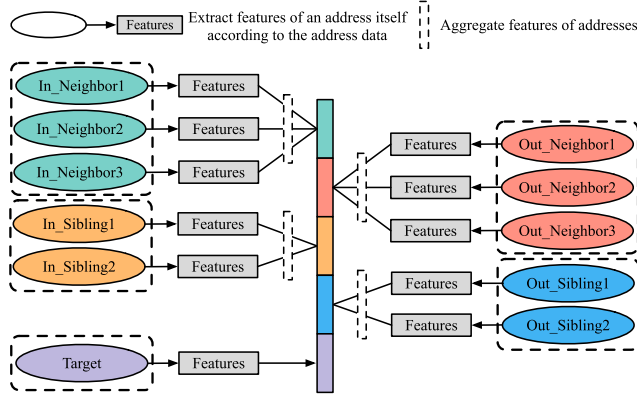 Features
Extract features of an address itself
according to the address data
Aggregate features of addresses
In_Neighbor1
Features
In_Neighbor2
Features
In_Neighbor3
Features
In_Sibling1
Features
In_Sibling2
Features
Target
Features
Features
Out_Neighbor1
Features
Out_Neighbor2
Features
Out_Neighbor3
Features
Out_Sibling1
Features
Out_Sibling2